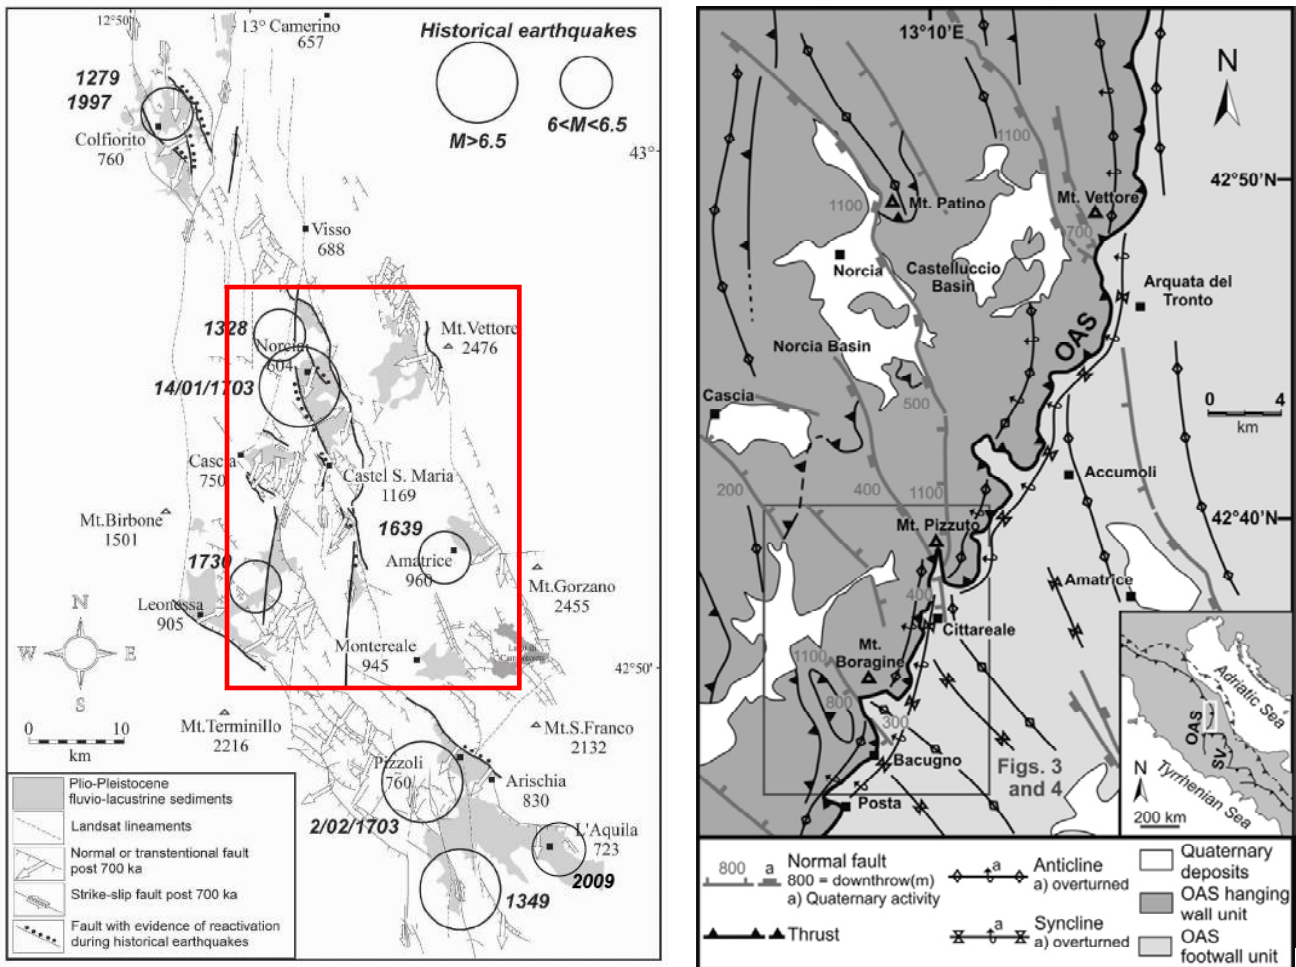 12°50'
13°
Camerino
657
Historical earthquakes
M>6.5
6<M<6.5
1279
1997
Colfiorito
760
43°
Visso
688
1328
Norcia
604
Mt.Vettore
2476
14/01/1703
Cascia
750
Castel S. Maria
1169
Mt.Birbone
1501
1639
Amatrice
960
1730
Mt.Gorzano
2455
Leonessa
905
N
W
E
S
Montereale
945
42°50'
0
10
km
Mt.Terminillo
2216
Mt.S.Franco
2132
Pizzoli
760
Arischia
830
2/02/1703
L'Aquila
723
2009
1349
Plio-Pleistocene
fluvio-lacustrine sediments
Landsat lineaments
Normal or transtentional fault
post 700 ka
Strike-slip fault post 700 ka
Fault with evidence of reactivation
during historical earthquakes
13°10'E
N
1100
42°50'N
Mt. Patino
1100
Mt. Vettore
700
Norcia
Castelluccio
Basin
Arquata del
Tronto
OAS
Norcia Basin
Cascia
500
0
4
km
Accumoli
200
400
1100
42°40'N
Mt. Pizzuto
Amatrice
400
Cittareale
Mt.
Boragine
1100
800
300
Bacugno
Figs. 3
and 4
Posta
Adriatic Sea
OAS
SV
Tyrrhenian Sea
N
200 km
800
a
Normal fault
800 = downthrow(m)
a) Quaternary activity
Thrust
a
Anticline
a) overturned
a
Syncline
a) overturned
Quaternary
deposits
OAS hanging
wall unit
OAS
footwall unit